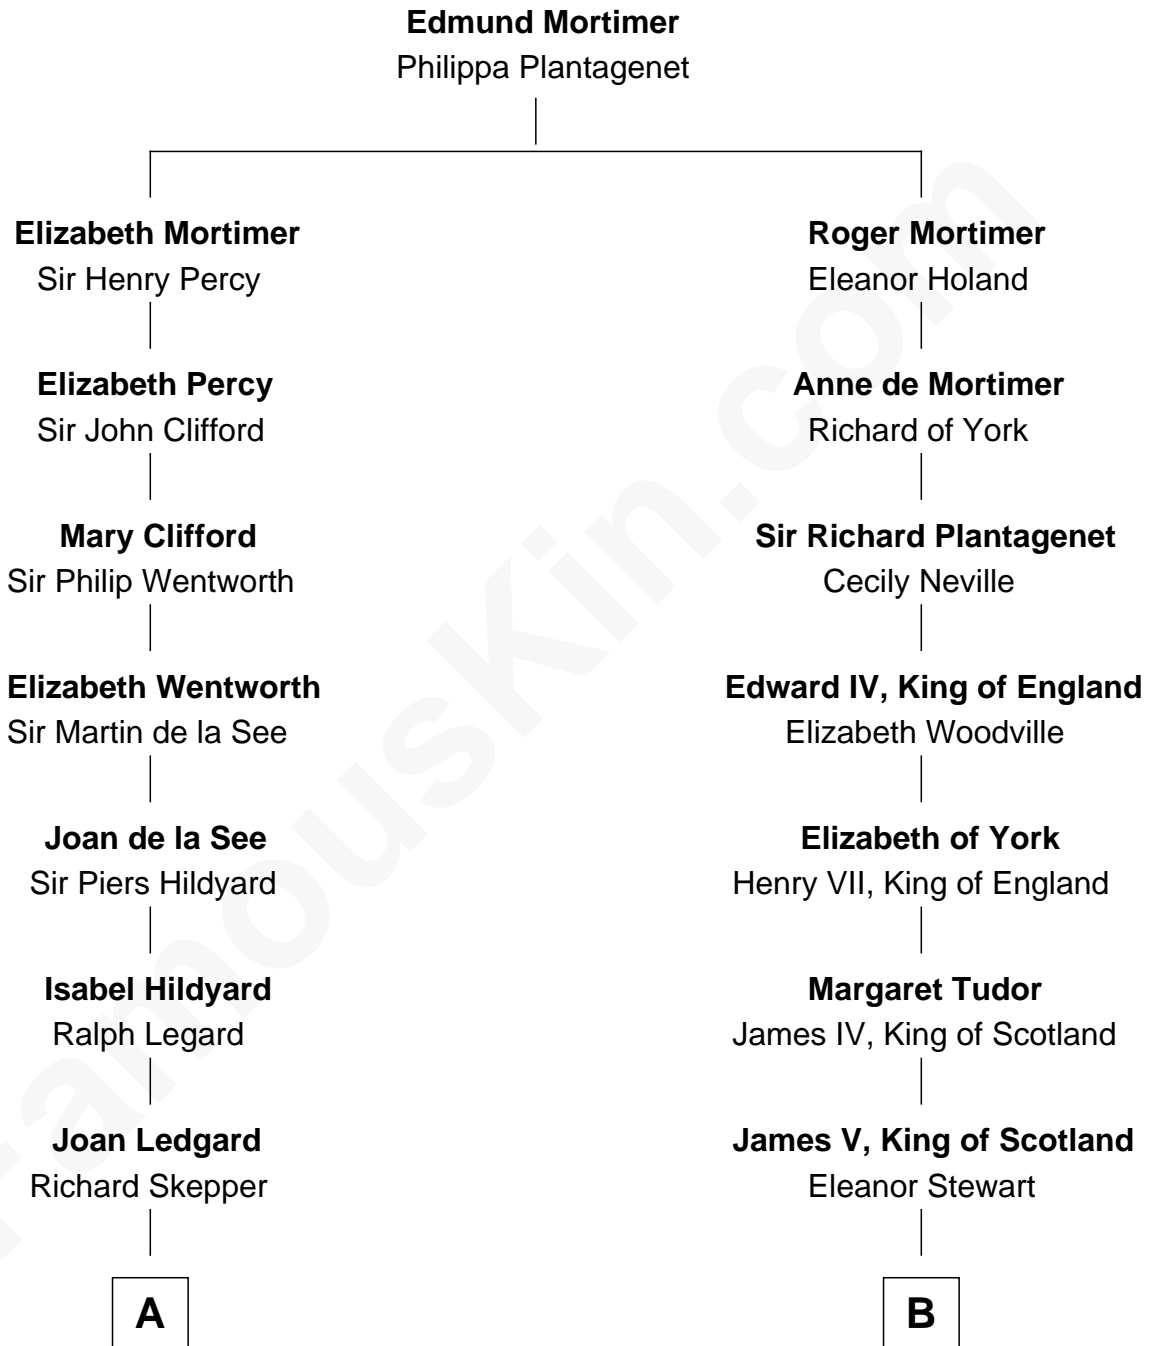 Edmund Mortimer
Philippa Plantagenet
Elizabeth Mortimer
Sir Henry Percy
Roger Mortimer
Eleanor Holand
Elizabeth Percy
Sir John Clifford
Anne de Mortimer
Richard of York
Mary Clifford
Sir Philip Wentworth
Sir Richard Plantagenet
Cecily Neville
Elizabeth Wentworth
Sir Martin de la See
Edward IV, King of England
Elizabeth Woodville
Joan de la See
Sir Piers Hildyard
Elizabeth of York
Henry VII, King of England
Isabel Hildyard
Ralph Legard
Margaret Tudor
James IV, King of Scotland
Joan Ledgard
Richard Skepper
James V, King of Scotland
Eleanor Stewart
A
B
FamousKin.com